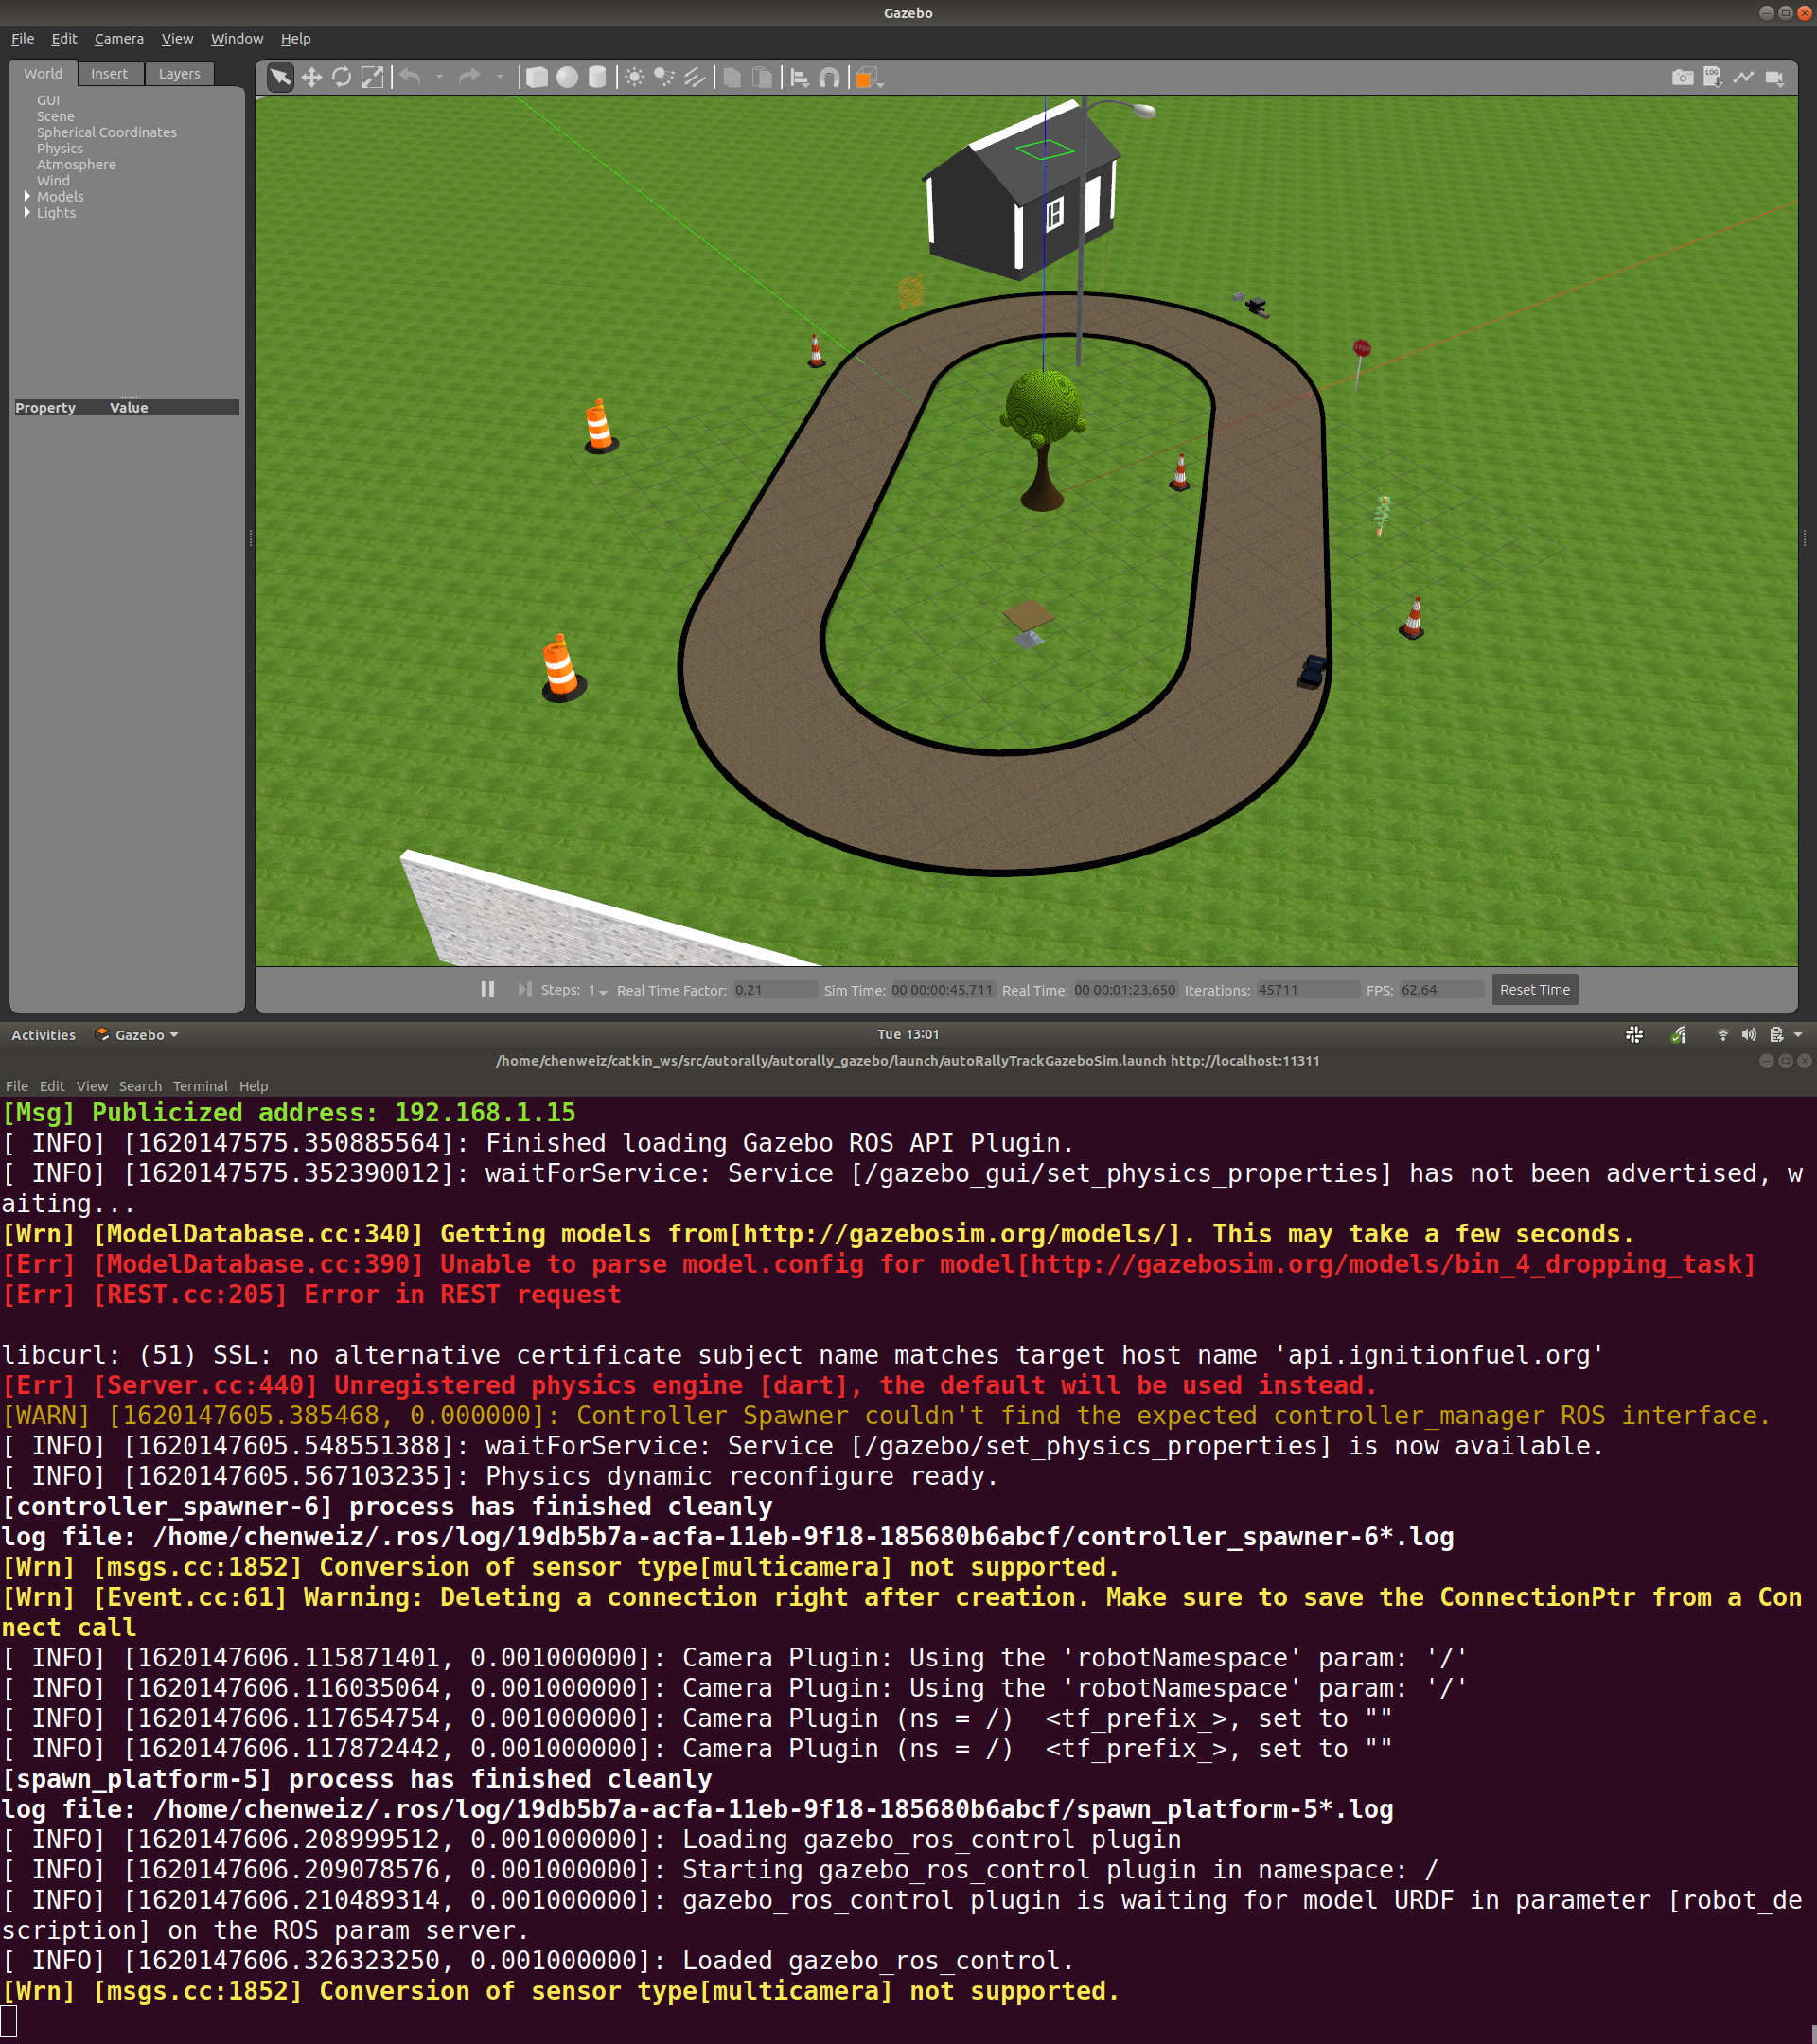 Gazebo
File Edit Camera View Window Help
World Insert Layers
GUI
Scene
Spherical Coordinates
Physics
Atmosphere
Wind
Models
Lights
Property Value
LOG
STOP
Steps: 1 Real Time Factor: 0.21 Sim Time: 00 00:00:45.711 Real Time: 00 00:01:23.650 Iterations: 45711 FPS: 62.64 Reset Time
Activities Gazebo Tue 13:01
/home/chenweiz/catkin_ws/src/autorally/autorally_gazebo/launch/autoRallyTrackGazeboSim.launch http://localhost:11311
File Edit View Search Terminal Help
[Msg] Publicized address: 192.168.1.15
[ INFO] [1620147575.350885564]: Finished loading Gazebo ROS API Plugin.
[ INFO] [1620147575.352390012]: waitForService: Service [/gazebo_gui/set_physics_properties] has not been advertised, w
aiting...
[Wrn] [ModelDatabase.cc:340] Getting models from[http://gazebosim.org/models/]. This may take a few seconds.
[Err] [ModelDatabase.cc:390] Unable to parse model.config for model[http://gazebosim.org/models/bin_4_dropping_task]
[Err] [REST.cc:205] Error in REST request
libcurl: (51) SSL: no alternative certificate subject name matches target host name 'api.ignitionfuel.org'
[Err] [Server.cc:440] Unregistered physics engine [dart], the default will be used instead.
[WARN] [1620147605.385468, 0.000000]: Controller Spawner couldn't find the expected controller_manager ROS interface.
[ INFO] [1620147605.548551388]: waitForService: Service [/gazebo/set_physics_properties] is now available.
[ INFO] [1620147605.567103235]: Physics dynamic reconfigure ready.
[controller_spawner-6] process has finished cleanly
log file: /home/chenweiz/.ros/log/19db5b7a-acfa-11eb-9f18-185680b6abcf/controller_spawner-6*.log
[Wrn] [msgs.cc:1852] Conversion of sensor type[multicamera] not supported.
[Wrn] [Event.cc:61] Warning: Deleting a connection right after creation. Make sure to save the ConnectionPtr from a Con
nect call
[ INFO] [1620147606.115871401, 0.001000000]: Camera Plugin: Using the 'robotNamespace' param: '/'
[ INFO] [1620147606.116035064, 0.001000000]: Camera Plugin: Using the 'robotNamespace' param: '/'
[ INFO] [1620147606.117654754, 0.001000000]: Camera Plugin (ns = /)  <tf_prefix_>, set to ""
[ INFO] [1620147606.117872442, 0.001000000]: Camera Plugin (ns = /)  <tf_prefix_>, set to ""
[spawn_platform-5] process has finished cleanly
log file: /home/chenweiz/.ros/log/19db5b7a-acfa-11eb-9f18-185680b6abcf/spawn_platform-5*.log
[ INFO] [1620147606.208999512, 0.001000000]: Loading gazebo_ros_control plugin
[ INFO] [1620147606.209078576, 0.001000000]: Starting gazebo_ros_control plugin in namespace: /
[ INFO] [1620147606.210489314, 0.001000000]: gazebo_ros_control plugin is waiting for model URDF in parameter [robot_de
scription] on the ROS param server.
[ INFO] [1620147606.326323250, 0.001000000]: Loaded gazebo_ros_control.
[Wrn] [msgs.cc:1852] Conversion of sensor type[multicamera] not supported.